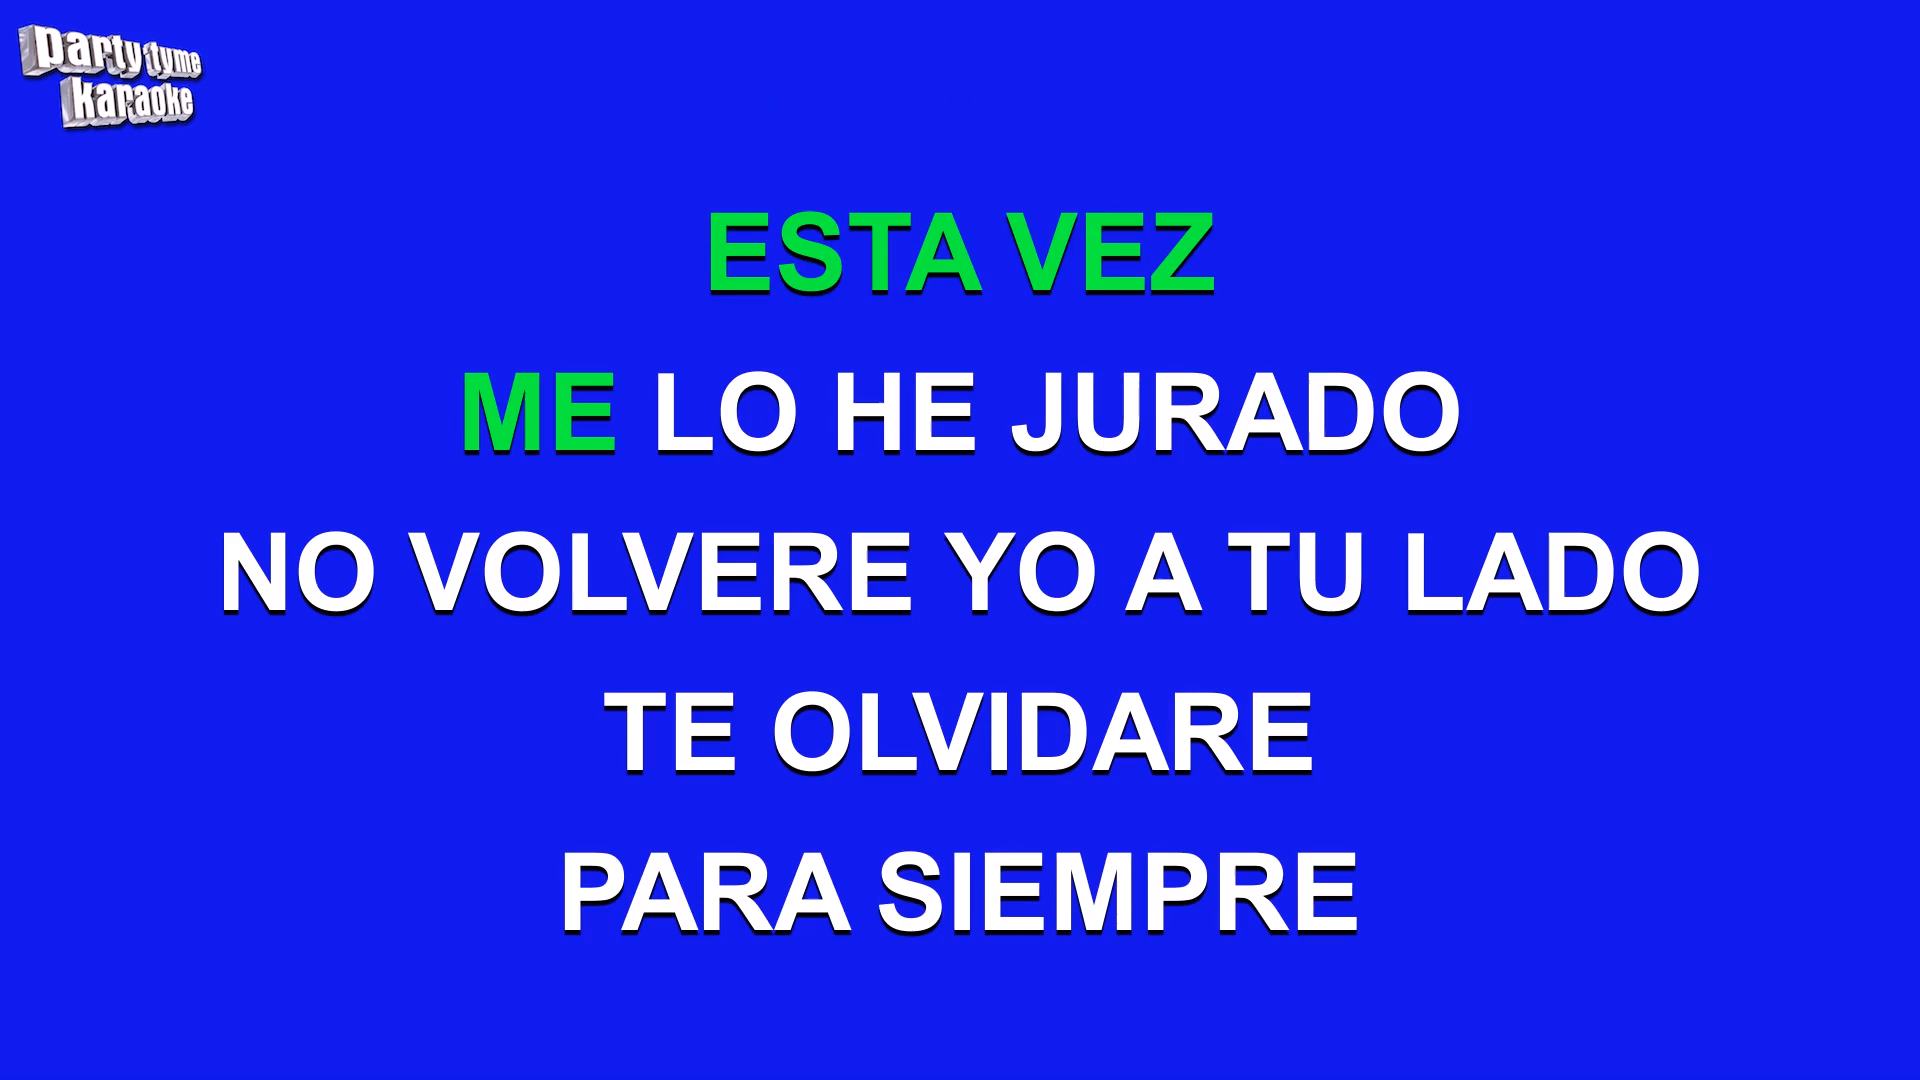 party tyme
karaoke
ESTA VEZ
ME LO HE JURADO
NO VOLVERE YO A TU LADO
TE OLVIDARE
PARA SIEMPRE